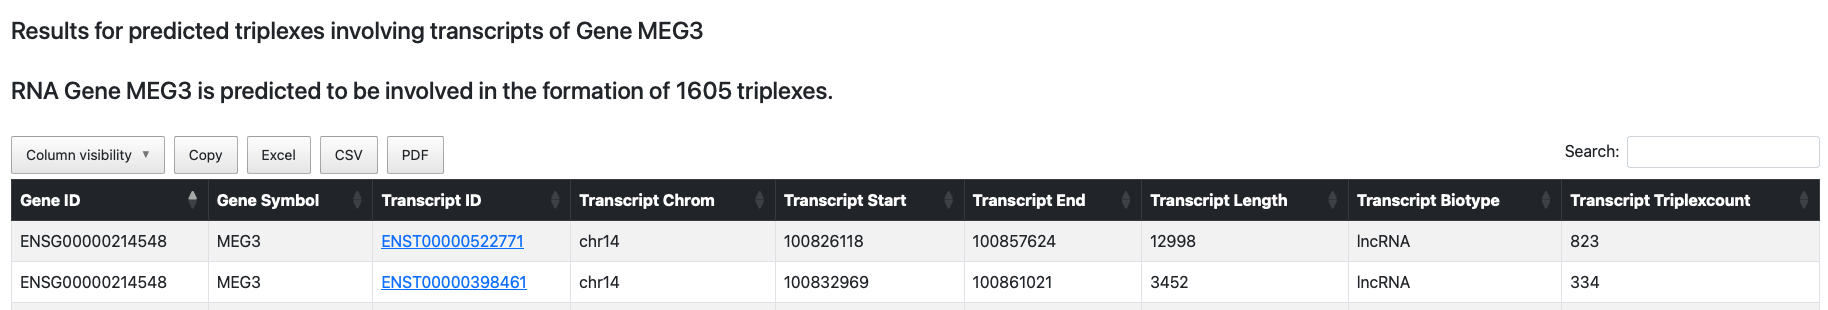 Results for predicted triplexes involving transcripts of Gene MEG3
RNA Gene MEG3 is predicted to be involved in the formation of 1605 triplexes.
Column visibility ▼ Copy Excel CSV PDF Search:
Gene ID Gene Symbol Transcript ID Transcript Chrom Transcript Start Transcript End Transcript Length Transcript Biotype Transcript Triplexcount
ENSG00000214548 MEG3 ENST00000522771 chr14 100826118 100857624 12998 lncRNA 823
ENSG00000214548 MEG3 ENST00000398461 chr14 100832969 100861021 3452 lncRNA 334